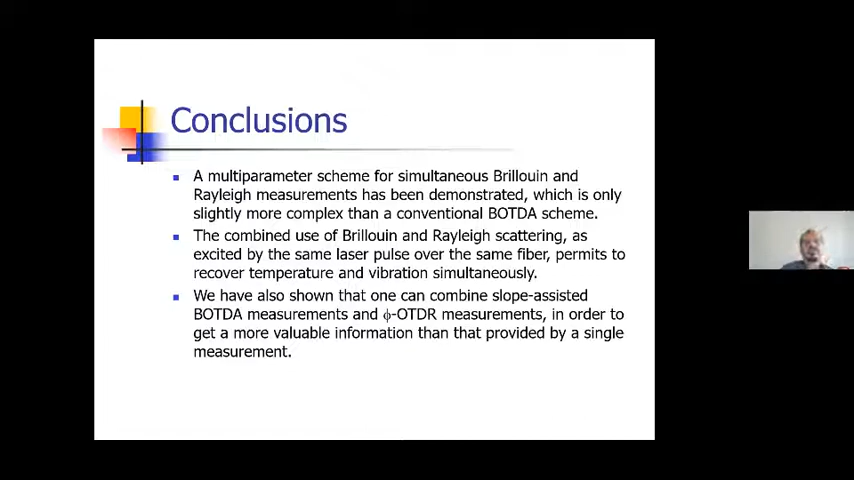 Conclusions
A multiparameter scheme for simultaneous Brillouin and
Rayleigh measurements has been demonstrated, which is only
slightly more complex than a conventional BOTDA scheme.
The combined use of Brillouin and Rayleigh scattering, as
excited by the same laser pulse over the same fiber, permits to
recover temperature and vibration simultaneously.
We have also shown that one can combine slope-assisted
BOTDA measurements and ϕ-OTDR measurements, in order to
get a more valuable information than that provided by a single
measurement.